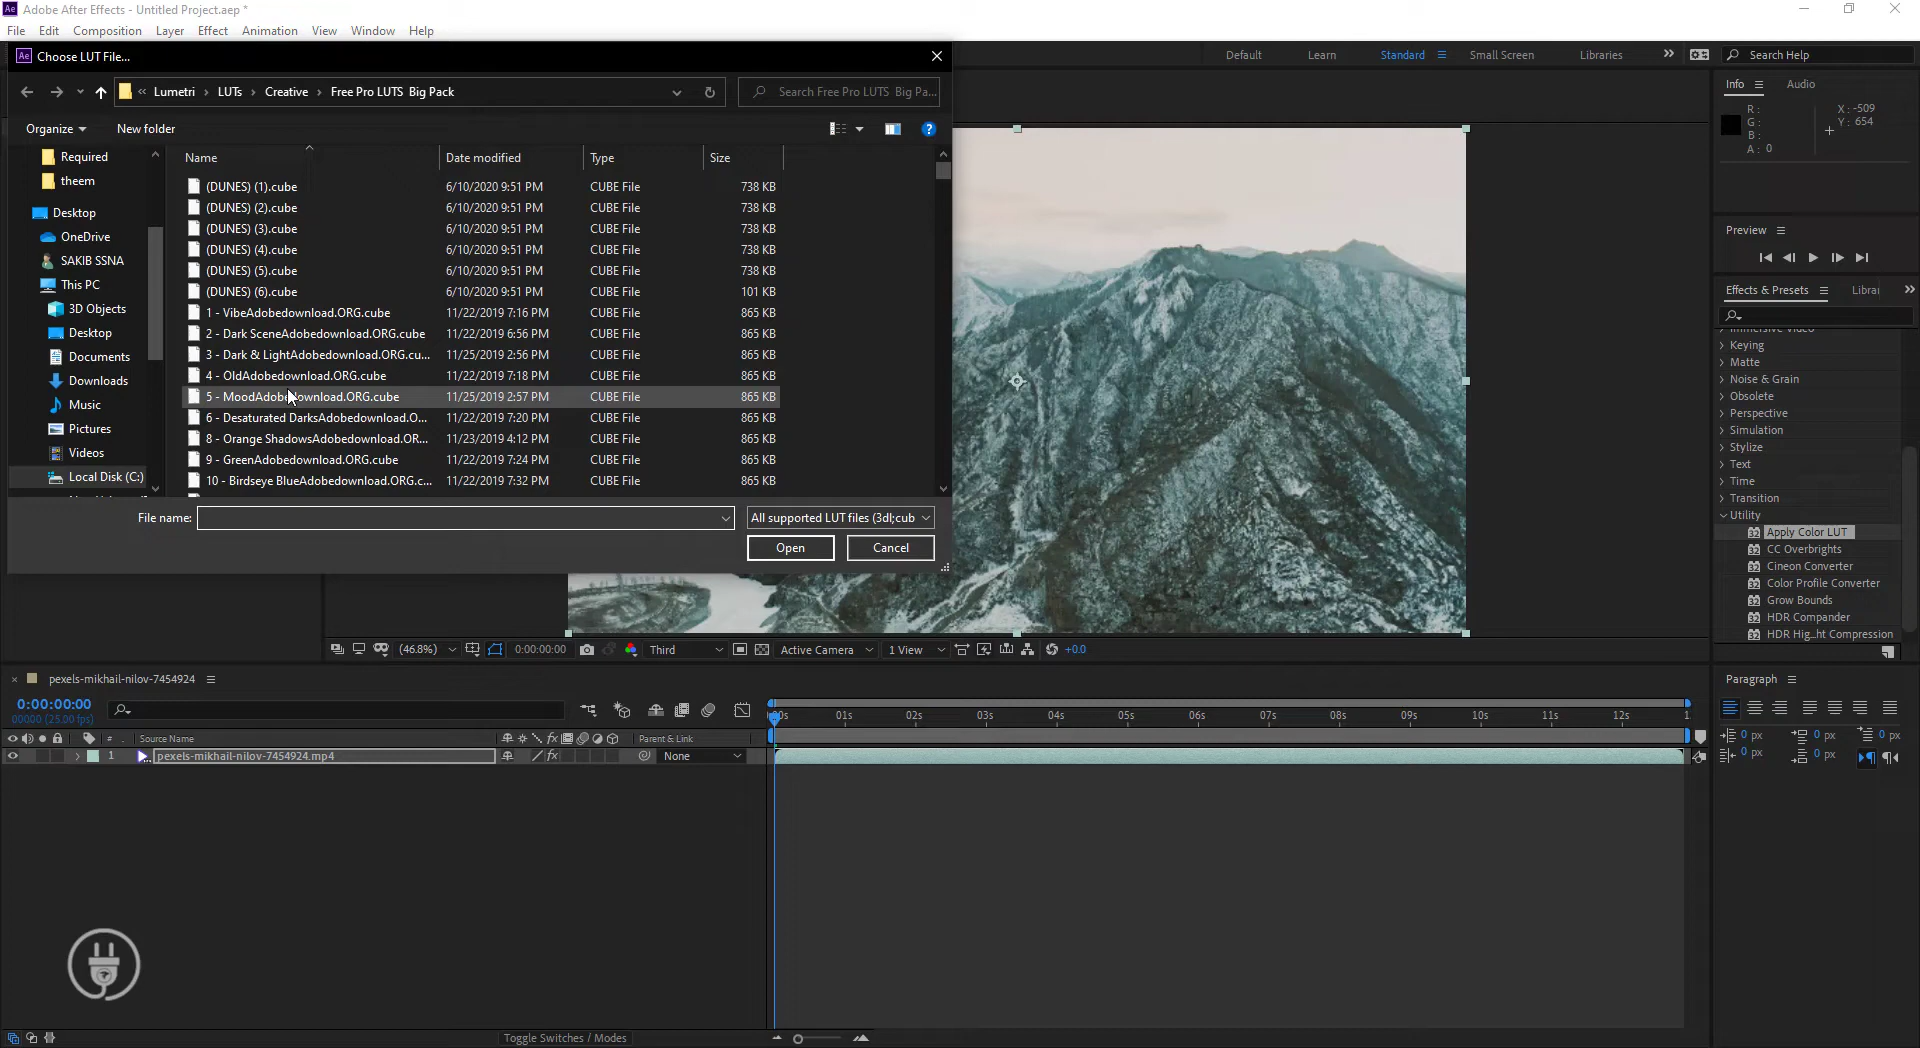 Adobe After Effects - Untitled Project.aep *
File Edit Composition Layer Effect Animation View Window Help
Choose LUT File...
Default Learn Standard Small Screen Libraries Search Help
Lumetri LUTs Creative Free Pro LUTS Big Pack Search Free Pro LUTS Big Pa...
Organize New folder
Name Date modified Type Size
Required
theem
Desktop
OneDrive
SAKIB SSNA
This PC
3D Objects
Desktop
Documents
Downloads
Music
Pictures
Videos
Local Disk (C:)
(DUNES) (1).cube 6/10/2020 9:51 PM CUBE File 738 KB
(DUNES) (2).cube 6/10/2020 9:51 PM CUBE File 738 KB
(DUNES) (3).cube 6/10/2020 9:51 PM CUBE File 738 KB
(DUNES) (4).cube 6/10/2020 9:51 PM CUBE File 738 KB
(DUNES) (5).cube 6/10/2020 9:51 PM CUBE File 738 KB
(DUNES) (6).cube 6/10/2020 9:51 PM CUBE File 101 KB
1 - VibeAdobedownload.ORG.cube 11/22/2019 7:16 PM CUBE File 865 KB
2 - Dark SceneAdobedownload.ORG.cube 11/22/2019 6:56 PM CUBE File 865 KB
3 - Dark & LightAdobedownload.ORG.cu... 11/25/2019 2:56 PM CUBE File 865 KB
4 - OldAdobedownload.ORG.cube 11/22/2019 7:18 PM CUBE File 865 KB
5 - MoodAdobedownload.ORG.cube 11/25/2019 2:57 PM CUBE File 865 KB
6 - Desaturated DarksAdobedownload.O... 11/22/2019 7:20 PM CUBE File 865 KB
8 - Orange ShadowsAdobedownload.OR... 11/23/2019 4:12 PM CUBE File 865 KB
9 - GreenAdobedownload.ORG.cube 11/22/2019 7:24 PM CUBE File 865 KB
10 - Birdseye BlueAdobedownload.ORG.c... 11/22/2019 7:32 PM CUBE File 865 KB
File name: All supported LUT files (3dl;cub
Open Cancel
Info Audio
R : X : -509
G : Y : 654
B :
A : 0
Preview
Effects & Presets Librar
Immersive Video
Keying
Matte
Noise & Grain
Obsolete
Perspective
Simulation
Stylize
Text
Time
Transition
Utility
32 Apply Color LUT
32 CC Overbrights
32 Cineon Converter
32 Color Profile Converter
32 Grow Bounds
32 HDR Compander
32 HDR Hig...ht Compression
(46.8%) 0:00:00:00 Third Active Camera 1 View +0.0
pexels-mikhail-nilov-7454924
0:00:00:00
00000 (25.00 fps)
00s 01s 02s 03s 04s 05s 06s 07s 08s 09s 10s 11s 12s 1
# Source Name fx Parent & Link
1 pexels-mikhail-nilov-7454924.mp4 fx None
Toggle Switches / Modes
Paragraph
0 px 0 px 0 px
0 px 0 px